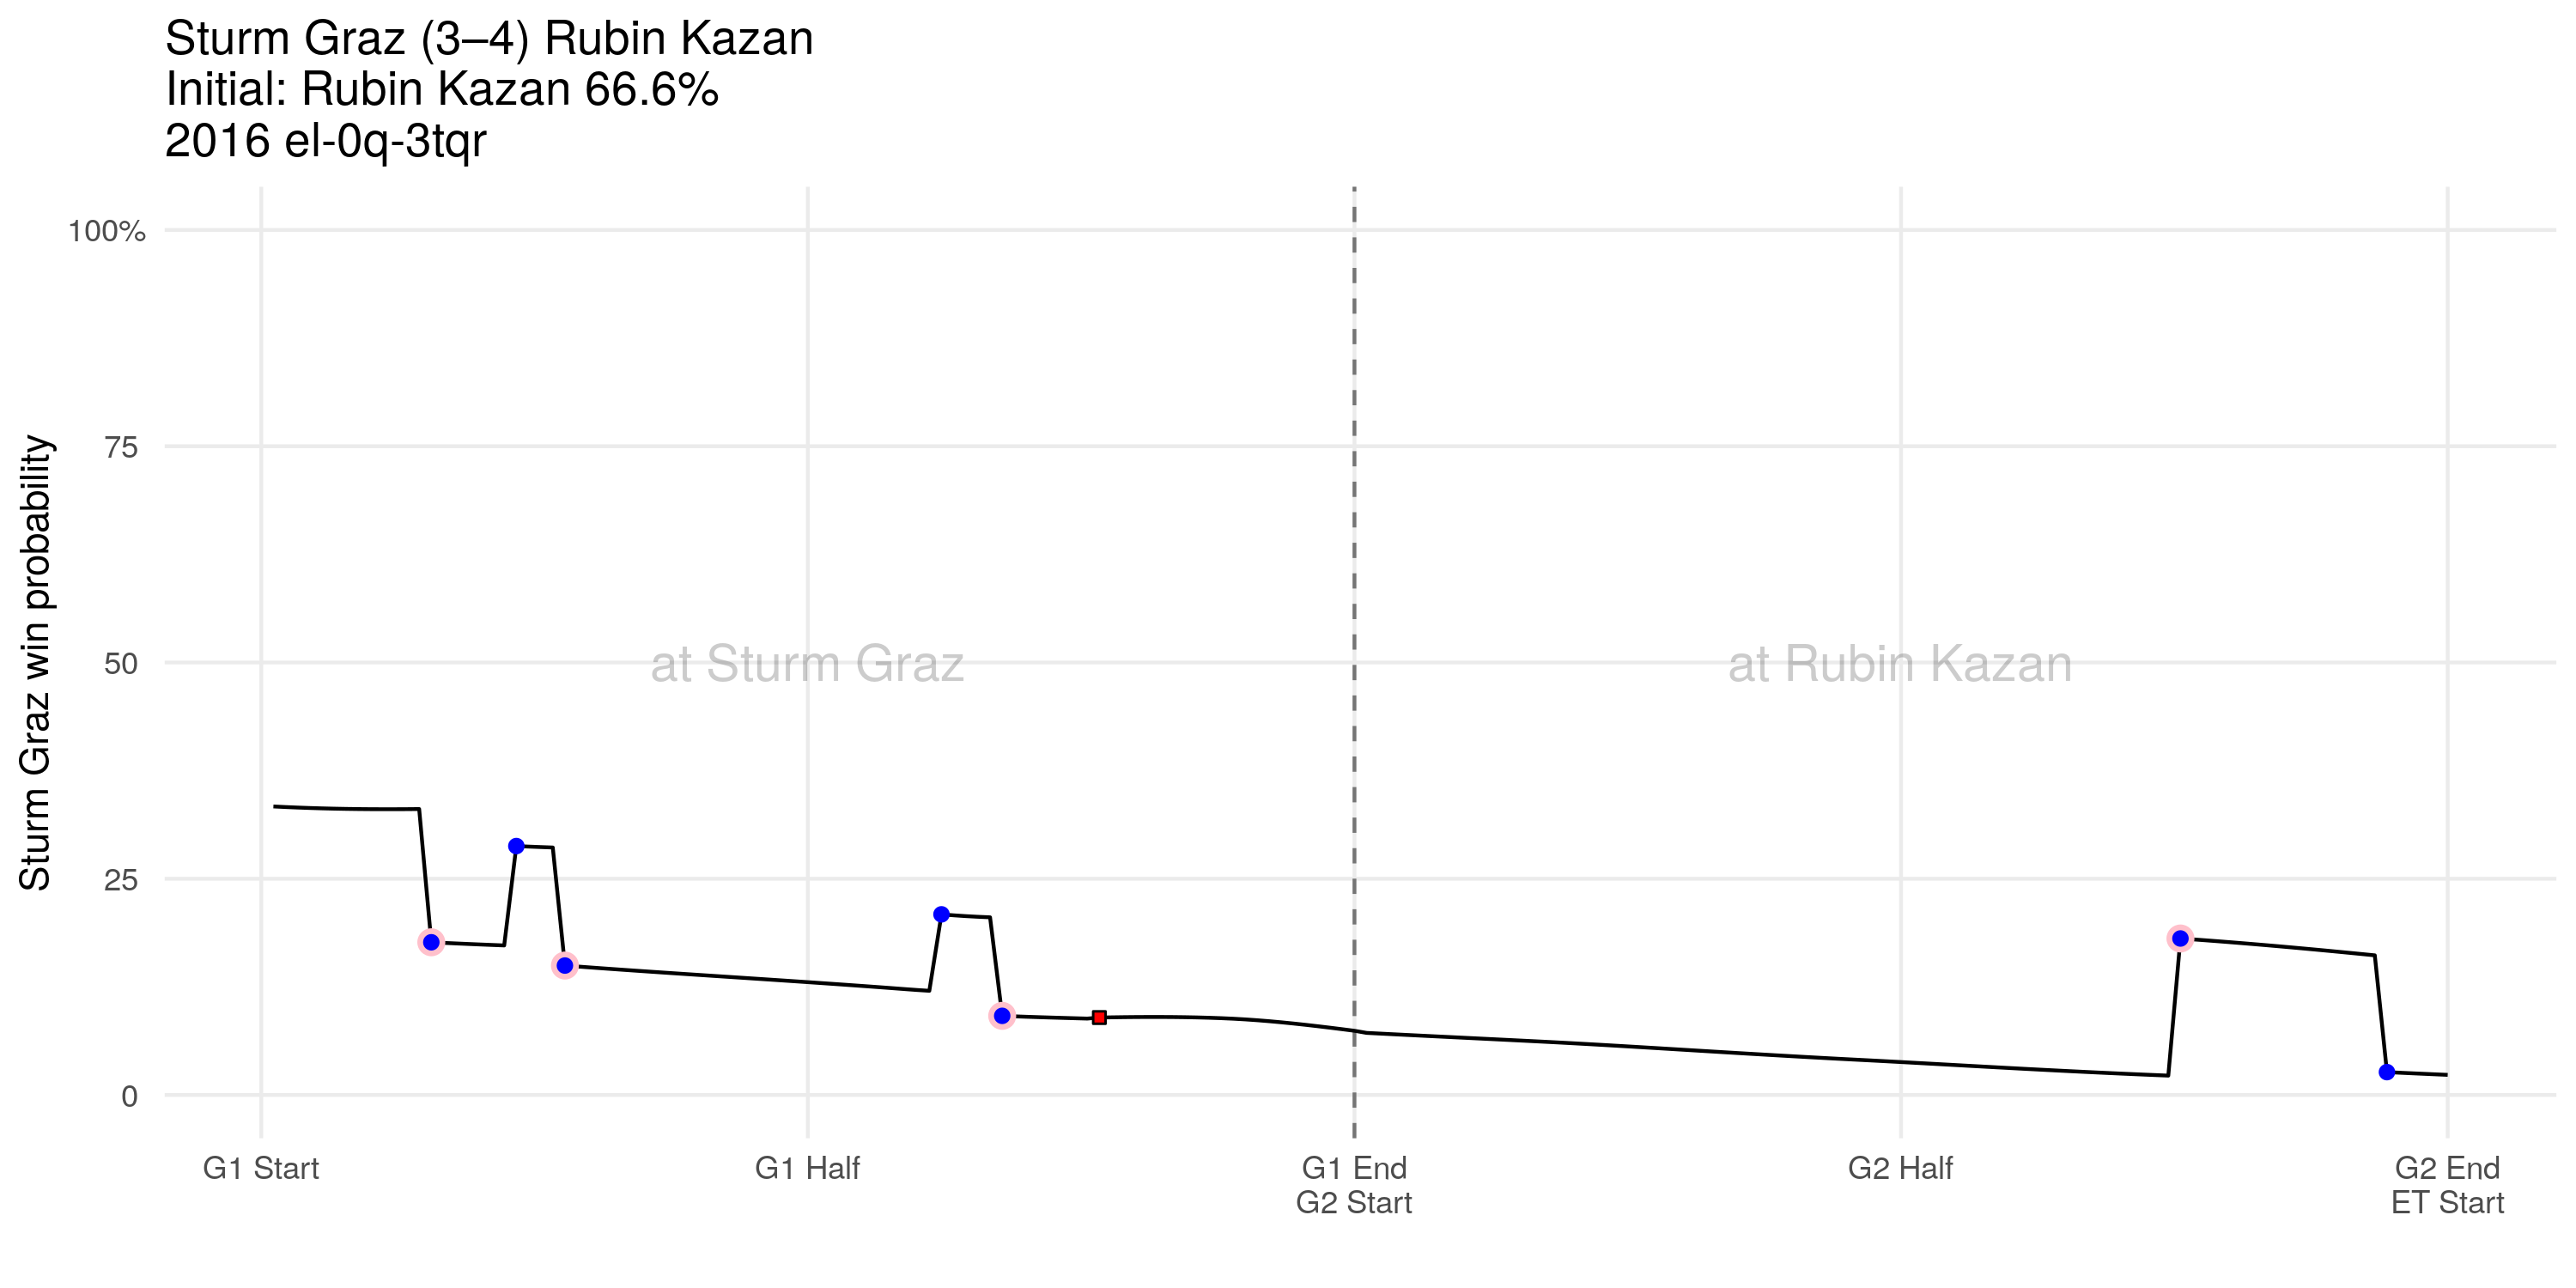 Sturm Graz (3–4) Rubin Kazan
Initial: Rubin Kazan 66.6%
2016 el-0q-3tqr
Sturm Graz win probability
100%
75
50
25
0
at Sturm Graz
at Rubin Kazan
G1 Start
G1 Half
G1 End
G2 Start
G2 Half
G2 End
ET Start